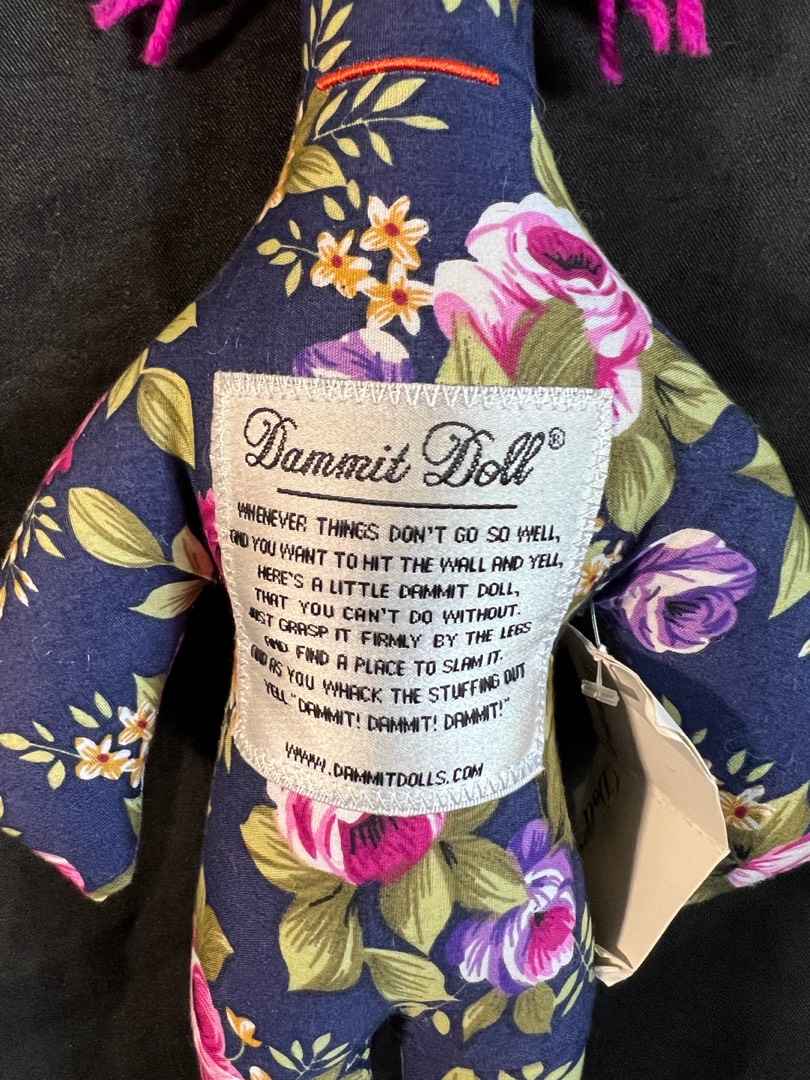 Dammit Doll®
WHENEVER THINGS DON'T GO SO WELL,
AND YOU WANT TO HIT THE WALL AND YELL,
HERE'S A LITTLE DAMMIT DOLL,
THAT YOU CAN'T DO WITHOUT.
JUST GRASP IT FIRMLY BY THE LEGS
AND FIND A PLACE TO SLAM IT.
AND AS YOU WHACK THE STUFFING OUT
YELL "DAMMIT! DAMMIT! DAMMIT!"
WWW.DAMMITDOLLS.COM